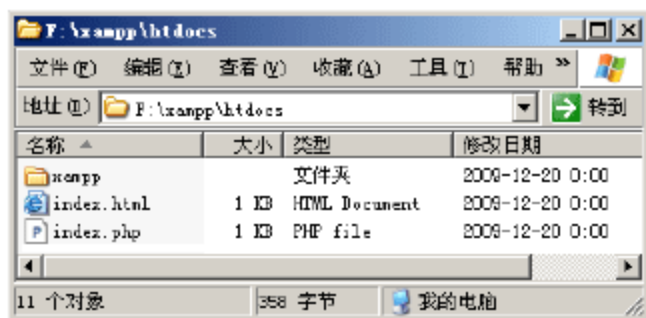 F:\xampp\htdocs
文件(F) 编辑(E) 查看(V) 收藏(A) 工具(T) 帮助 »
地址(D) F:\xampp\htdocs 转到
名称 大小 类型 修改日期
xampp 文件夹 2009-12-20 0:00
index.html 1 KB HTML Document 2009-12-20 0:00
index.php 1 KB PHP file 2009-12-20 0:00
11 个对象 358 字节 我的电脑